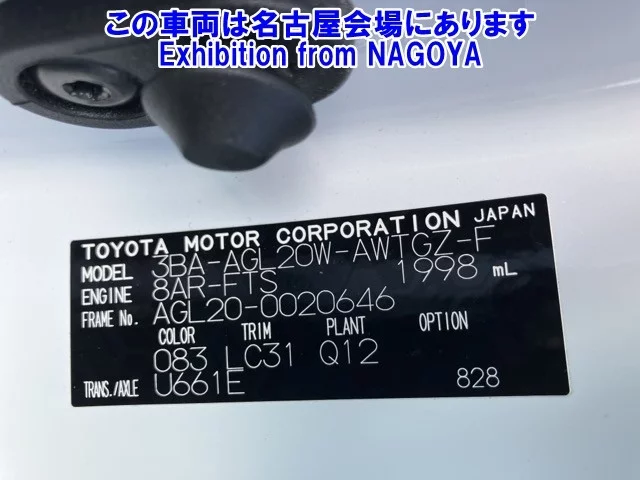 この車両は名古屋会場にあります
Exhibition from NAGOYA
TOYOTA MOTOR CORPORATION JAPAN
MODEL 3BA-AGL20W-AWTGZ-F
ENGINE 8AR-FTS 1998 mL
FRAME No. AGL20-0020646
COLOR TRIM PLANT OPTION
083 LC31 Q12
TRANS./AXLE U661E 828